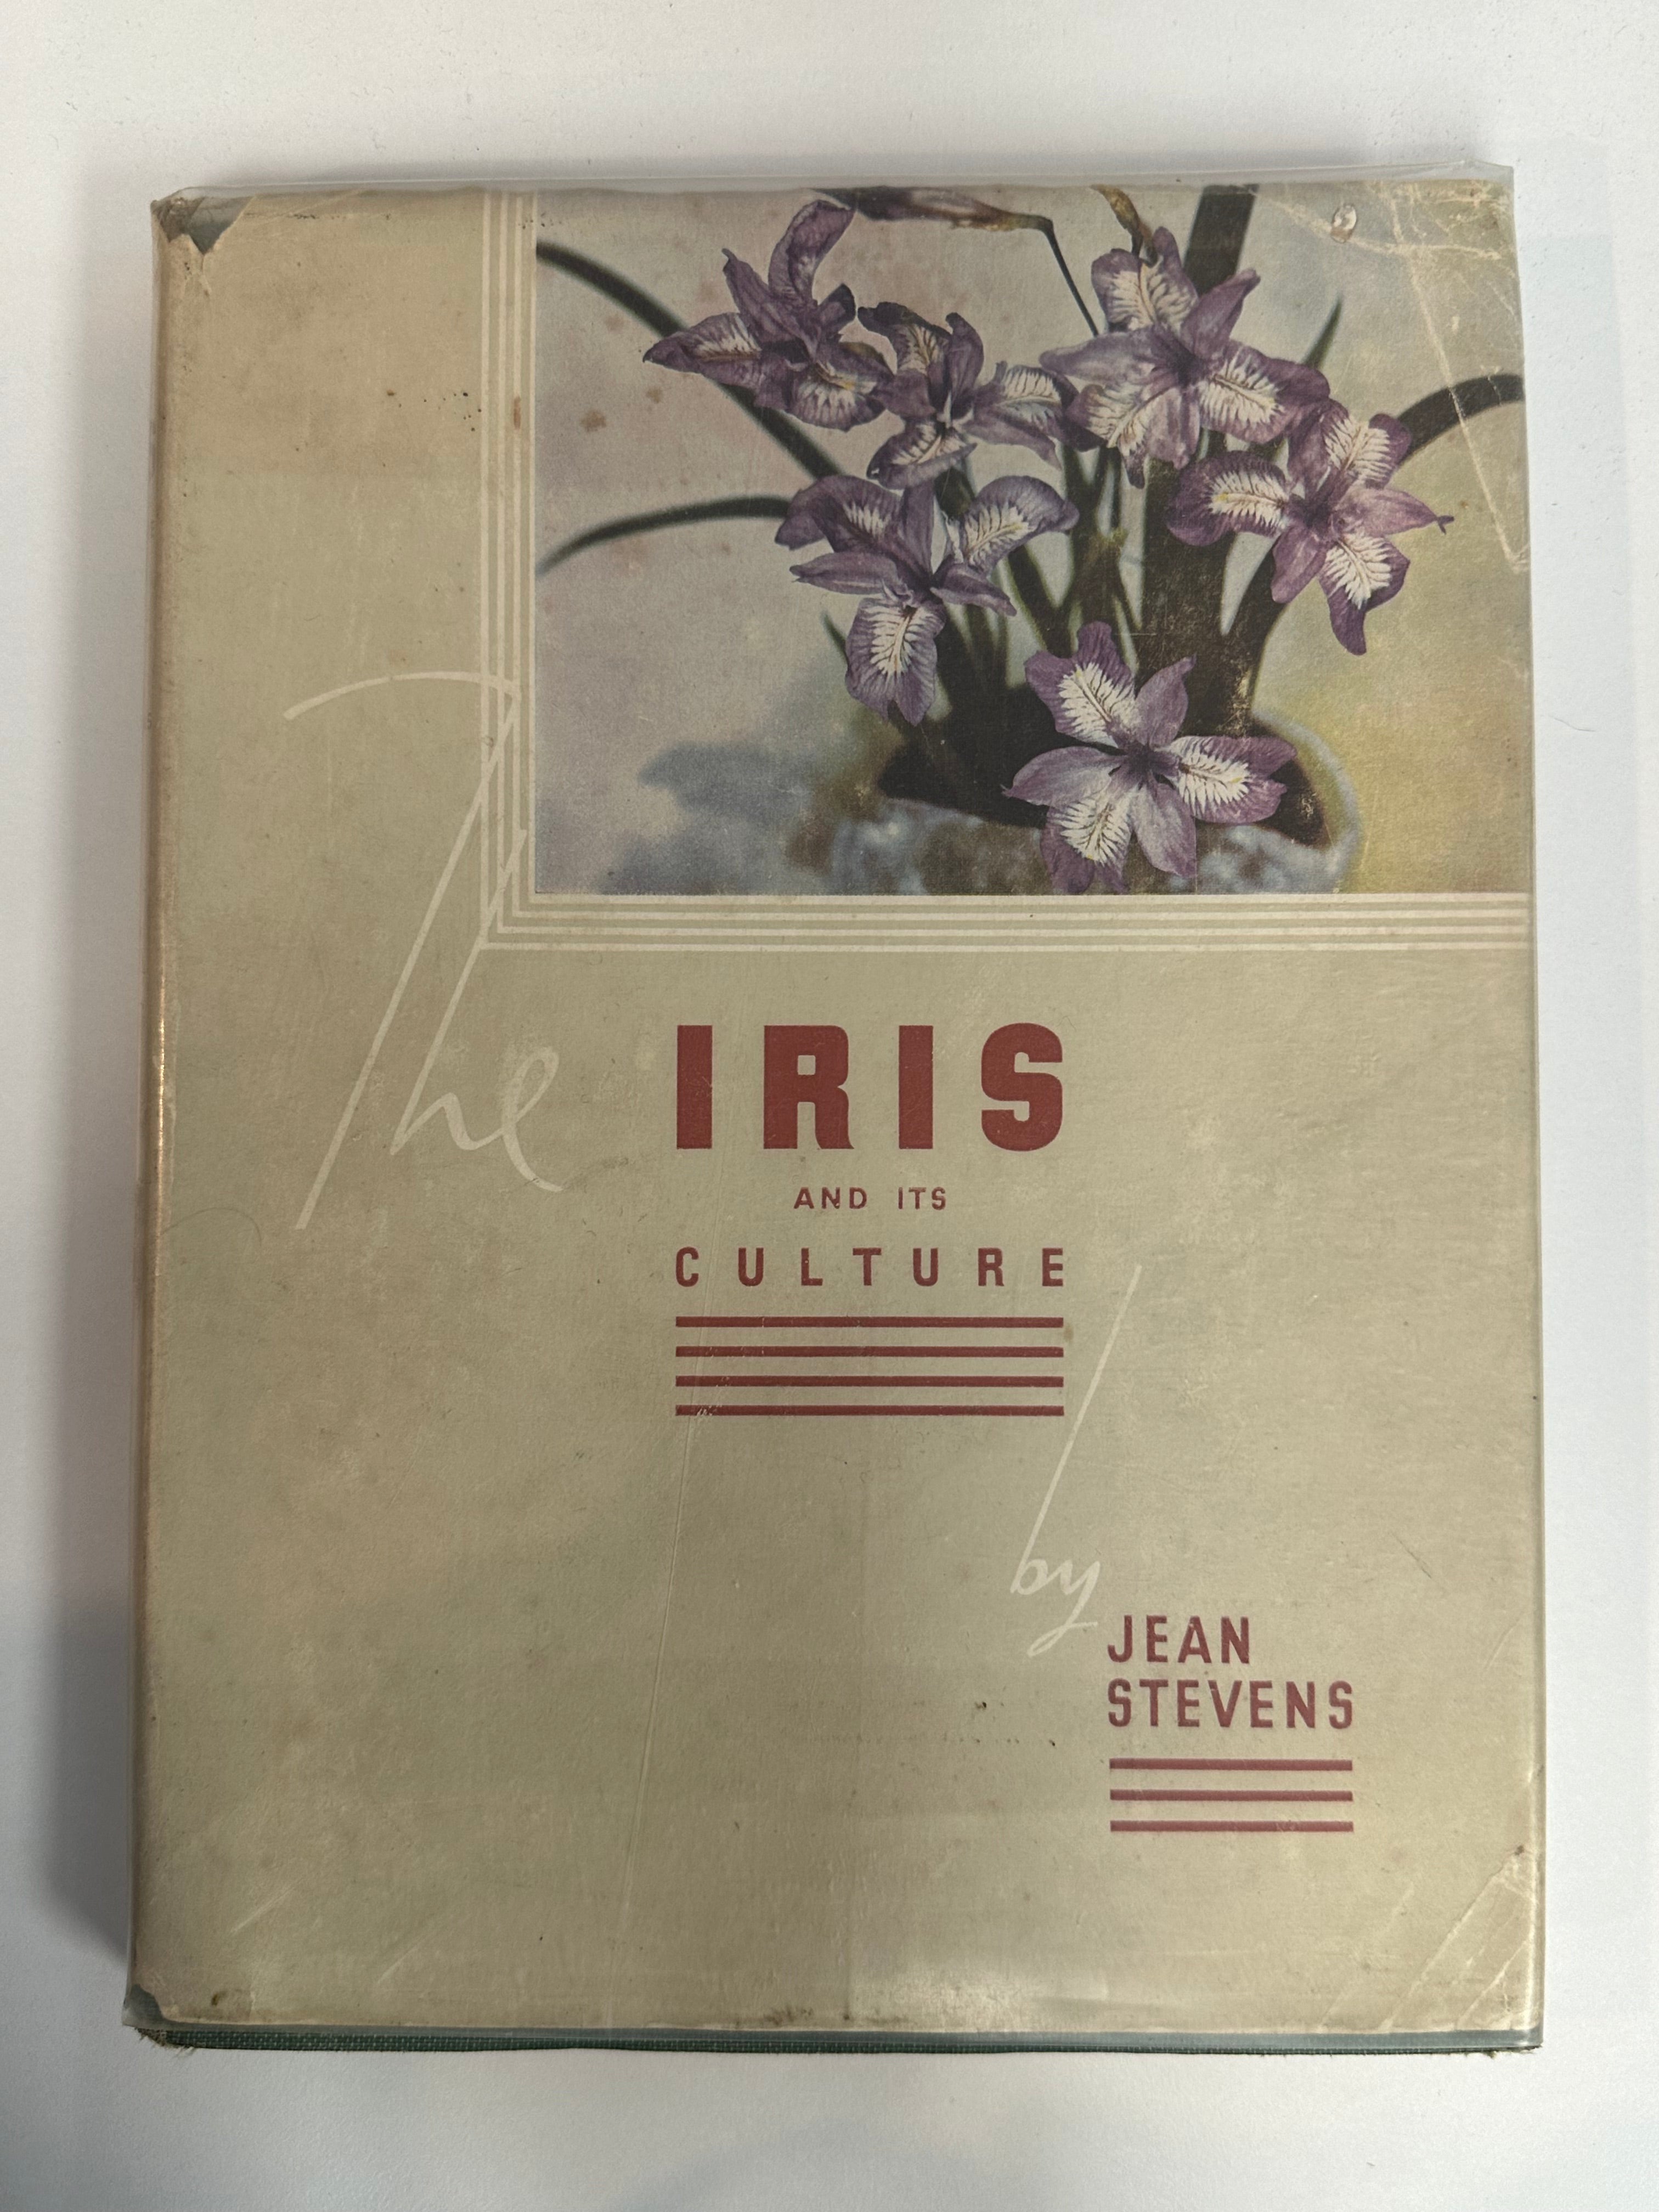 The IRIS
AND ITS
CULTURE
by
JEAN
STEVENS